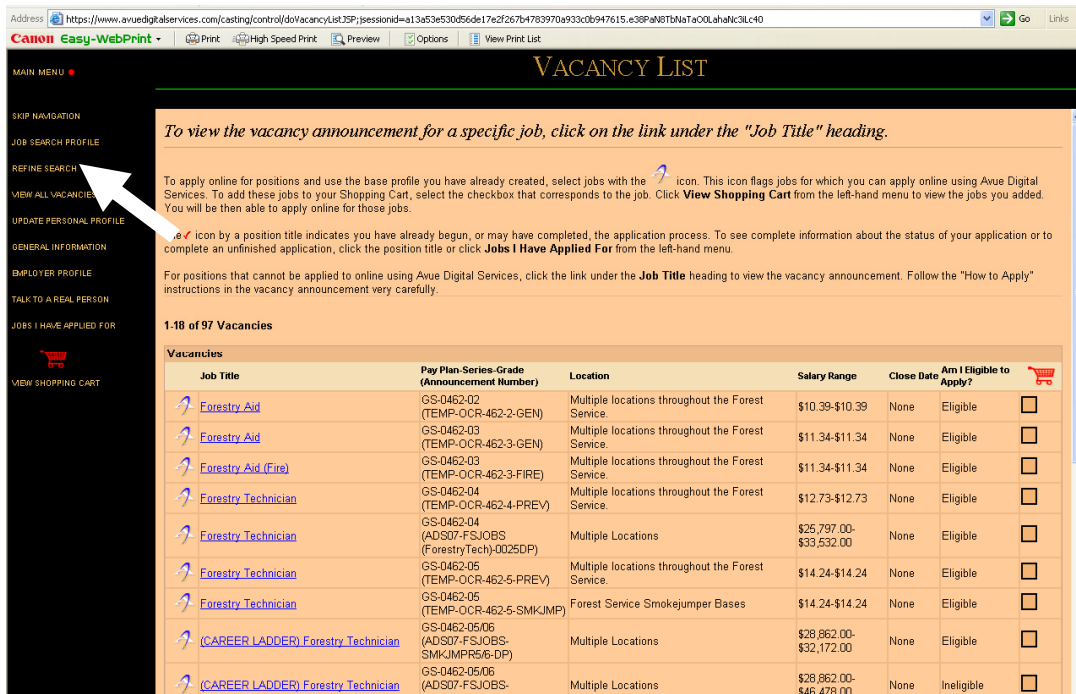 Address https://www.avuedigitalservices.com/casting/control/doVacancyListJSP;jsessionid=a13a53e530d56de17e2f267b4783970a933c0b947615.e38PaN8TbNaTaO0LahaNc3iLc40 Go Links
Canon Easy-WebPrint Print High Speed Print Preview Options View Print List
MAIN MENU
VACANCY LIST
SKIP NAVIGATION
JOB SEARCH PROFILE
REFINE SEARCH
VIEW ALL VACANCIES
UPDATE PERSONAL PROFILE
GENERAL INFORMATION
EMPLOYER PROFILE
TALK TO A REAL PERSON
JOBS I HAVE APPLIED FOR
VIEW SHOPPING CART
To view the vacancy announcement for a specific job, click on the link under the "Job Title" heading.
To apply online for positions and use the base profile you have already created, select jobs with the icon. This icon flags jobs for which you can apply online using Avue Digital
Services. To add these jobs to your Shopping Cart, select the checkbox that corresponds to the job. Click View Shopping Cart from the left-hand menu to view the jobs you added.
You will be then able to apply online for those jobs.
icon by a position title indicates you have already begun, or may have completed, the application process. To see complete information about the status of your application or to
complete an unfinished application, click the position title or click Jobs I Have Applied For from the left-hand menu.
For positions that cannot be applied to online using Avue Digital Services, click the link under the Job Title heading to view the vacancy announcement. Follow the "How to Apply"
instructions in the vacancy announcement very carefully.
1-18 of 97 Vacancies
Vacancies
Job Title Pay Plan-Series-Grade (Announcement Number) Location Salary Range Close Date Am I Eligible to Apply?
Forestry Aid GS-0462-02 (TEMP-OCR-462-2-GEN) Multiple locations throughout the Forest Service. $10.39-$10.39 None Eligible
Forestry Aid GS-0462-03 (TEMP-OCR-462-3-GEN) Multiple locations throughout the Forest Service. $11.34-$11.34 None Eligible
Forestry Aid (Fire) GS-0462-03 (TEMP-OCR-462-3-FIRE) Multiple locations throughout the Forest Service. $11.34-$11.34 None Eligible
Forestry Technician GS-0462-04 (TEMP-OCR-462-4-PREV) Multiple locations throughout the Forest Service. $12.73-$12.73 None Eligible
Forestry Technician GS-0462-04 (ADS07-FSJOBS (ForestryTech)-0025DP) Multiple Locations $25,797.00-$33,532.00 None Eligible
Forestry Technician GS-0462-05 (TEMP-OCR-462-5-PREV) Multiple locations throughout the Forest Service. $14.24-$14.24 None Eligible
Forestry Technician GS-0462-05 (TEMP-OCR-462-5-SMKJMP) Forest Service Smokejumper Bases $14.24-$14.24 None Eligible
(CAREER LADDER) Forestry Technician GS-0462-05/06 (ADS07-FSJOBS-SMKJMPR5/6-DP) Multiple Locations $28,862.00-$32,172.00 None Eligible
(CAREER LADDER) Forestry Technician GS-0462-05/06 (ADS07-FSJOBS- Multiple Locations $28,862.00-$46,478.00 None Ineligible